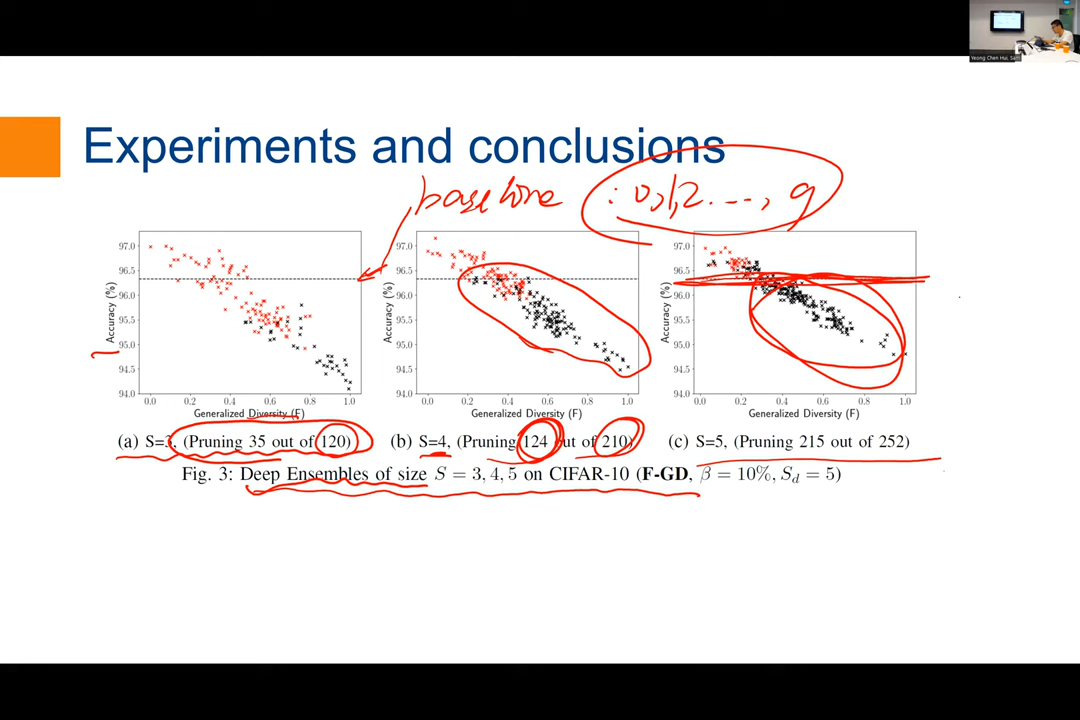 Yeong Chen Hui, Sam
Experiments and conclusions
baseline : 0,1,2...., 9
97.0 97.0 97.0
96.5 96.5 96.5
96.0 96.0 96.0
95.5 95.5 95.5
95.0 95.0 95.0
94.5 94.5 94.5
94.0 94.0 94.0
Accuracy (%) Accuracy (%) Accuracy (%)
0.0 0.2 0.4 0.6 0.8 1.0 0.0 0.2 0.4 0.6 0.8 1.0 0.0 0.2 0.4 0.6 0.8 1.0
Generalized Diversity (F) Generalized Diversity (F) Generalized Diversity (F)
(a) S=3, (Pruning 35 out of 120) (b) S=4, (Pruning 124 out of 210) (c) S=5, (Pruning 215 out of 252)
Fig. 3: Deep Ensembles of size S = 3, 4, 5 on CIFAR-10 (F-GD, β = 10%, S_d = 5)